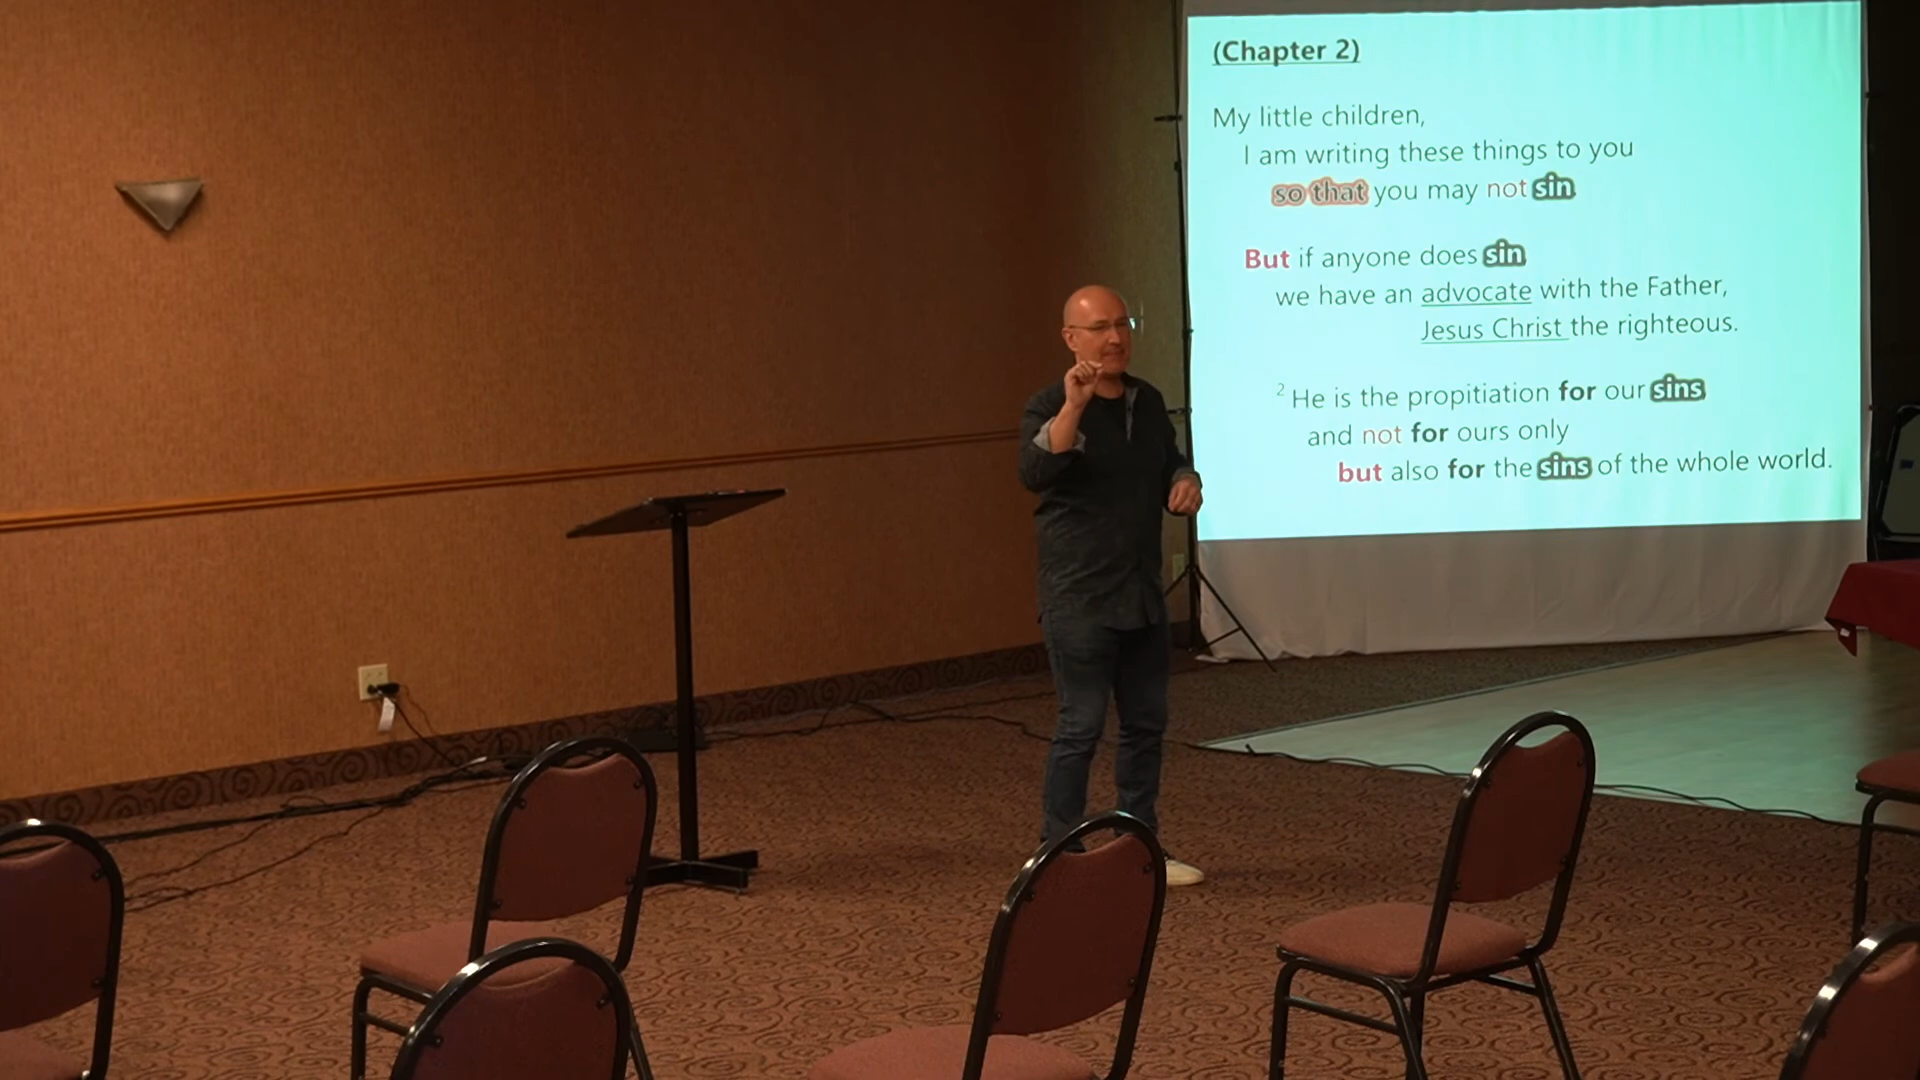 (Chapter 2)
My little children,
I am writing these things to you
so that you may not sin
But if anyone does sin
we have an advocate with the Father,
Jesus Christ the righteous.
2 He is the propitiation for our sins
and not for ours only
but also for the sins of the whole world.